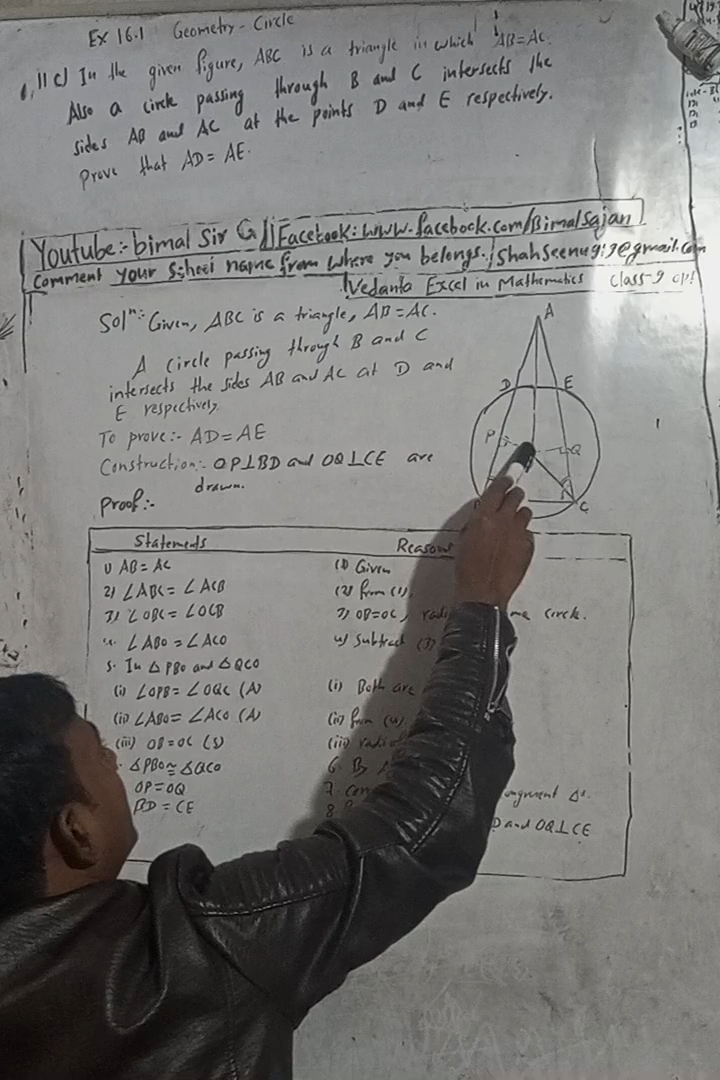 Ex 16.1 Geometry - Circle
11 c) In the given figure, ABC is a triangle in which AB = AC.
Also a circle passing through B and C intersects the
sides AB and AC at the points D and E respectively.
Prove that AD = AE.
Youtube:- bimal Sir G || Facebook: www.facebook.com/BimalSajan
Comment your School name from where you belongs. | Shahseenug
@gmail.com
Vedanta Excel in Mathematics Class-9 opt
Solⁿ:- Given, ABC is a triangle, AB = AC.
A circle passing through B and C
intersects the sides AB and AC at D and
E respectively.
To prove:- AD = AE
Construction:- OP⊥BD and OQ⊥CE are
drawn.
Proof:-
A
D E
P Q
C
Statements Reasons
1) AB = AC (1) Given
2) ∠ABC = ∠ACB (2) from (1),
3) ∠OBC = ∠OCB 3) OB=OC, circle.
∠ABO = ∠ACO 4) Subtract (3)
5. In △PBO and △QCO
(i) ∠OPB = ∠OQC (A) (i) Both are
(ii) ∠ABO = ∠ACO (A) (ii) from (4).
(iii) OB = OC (S) (iii)
△PBO ≅ △QCO 6. By
OP = OQ 7. △s.
BD = CE 8.
and OQ⊥CE